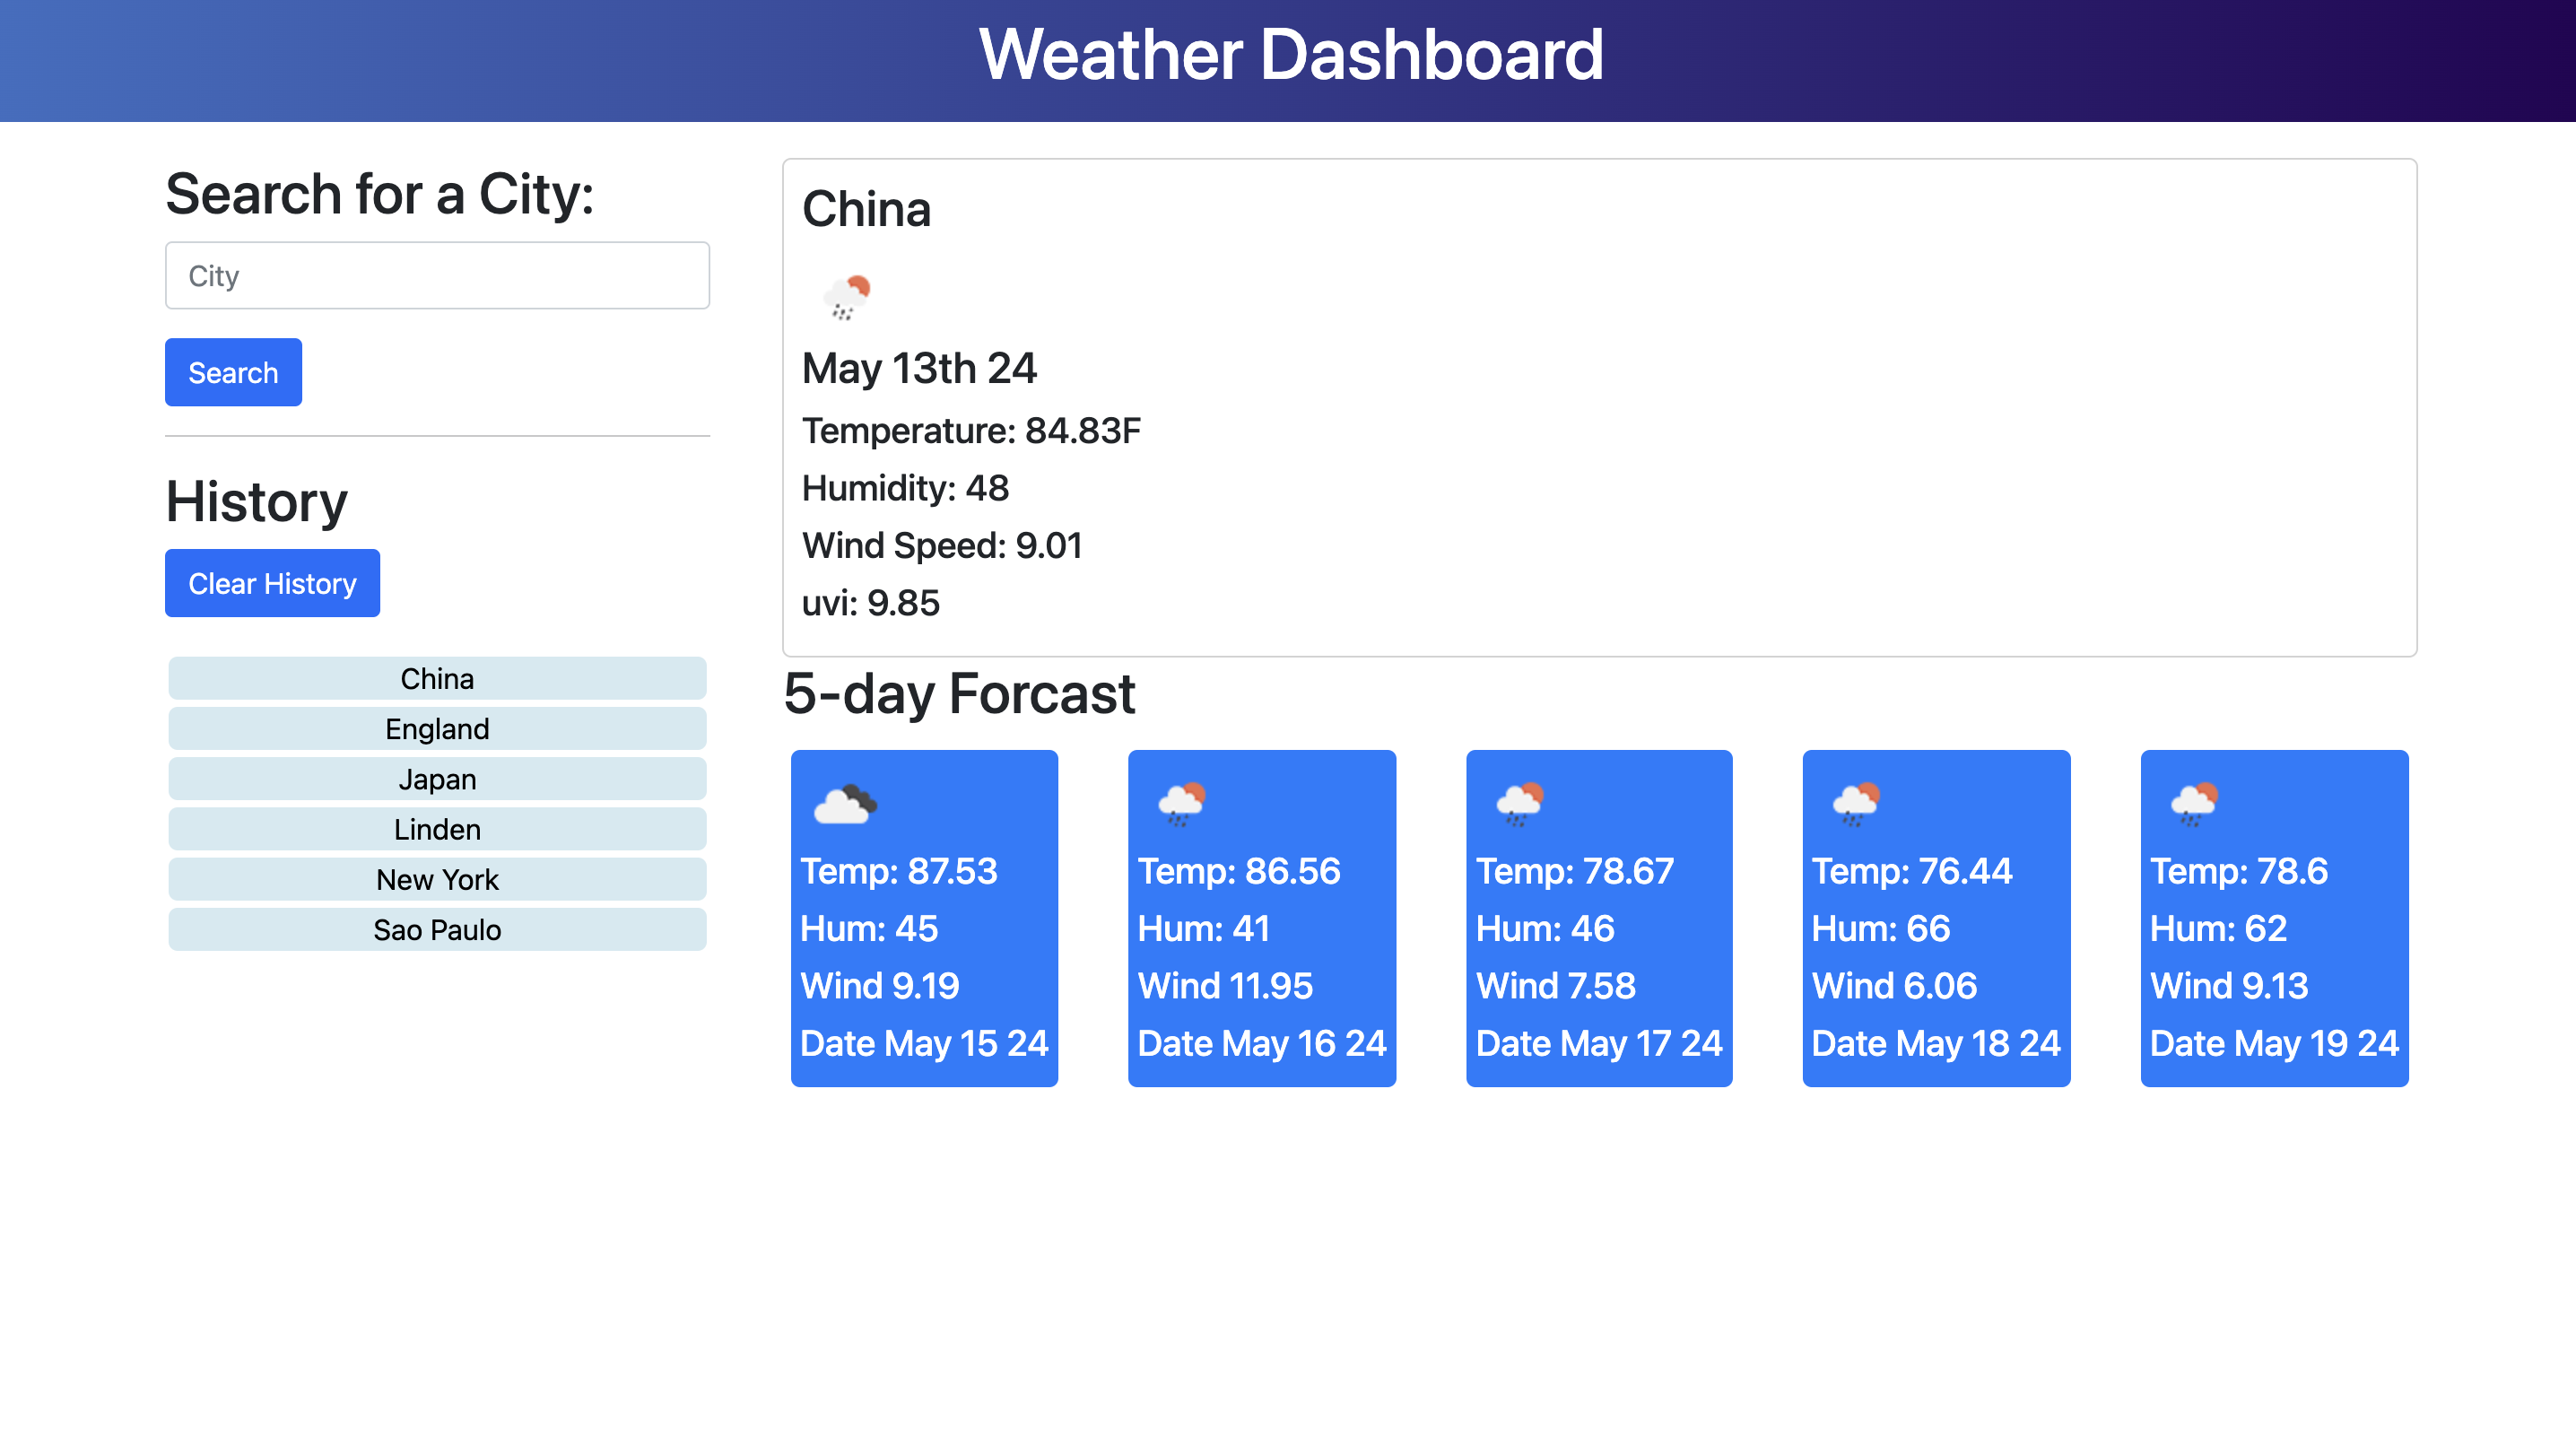 Weather Dashboard
Search for a City:
City
Search
History
Clear History
China
England
Japan
Linden
New York
Sao Paulo
China
May 13th 24
Temperature: 84.83F
Humidity: 48
Wind Speed: 9.01
uvi: 9.85
5-day Forcast
Temp: 87.53
Hum: 45
Wind 9.19
Date May 15 24
Temp: 86.56
Hum: 41
Wind 11.95
Date May 16 24
Temp: 78.67
Hum: 46
Wind 7.58
Date May 17 24
Temp: 76.44
Hum: 66
Wind 6.06
Date May 18 24
Temp: 78.6
Hum: 62
Wind 9.13
Date May 19 24